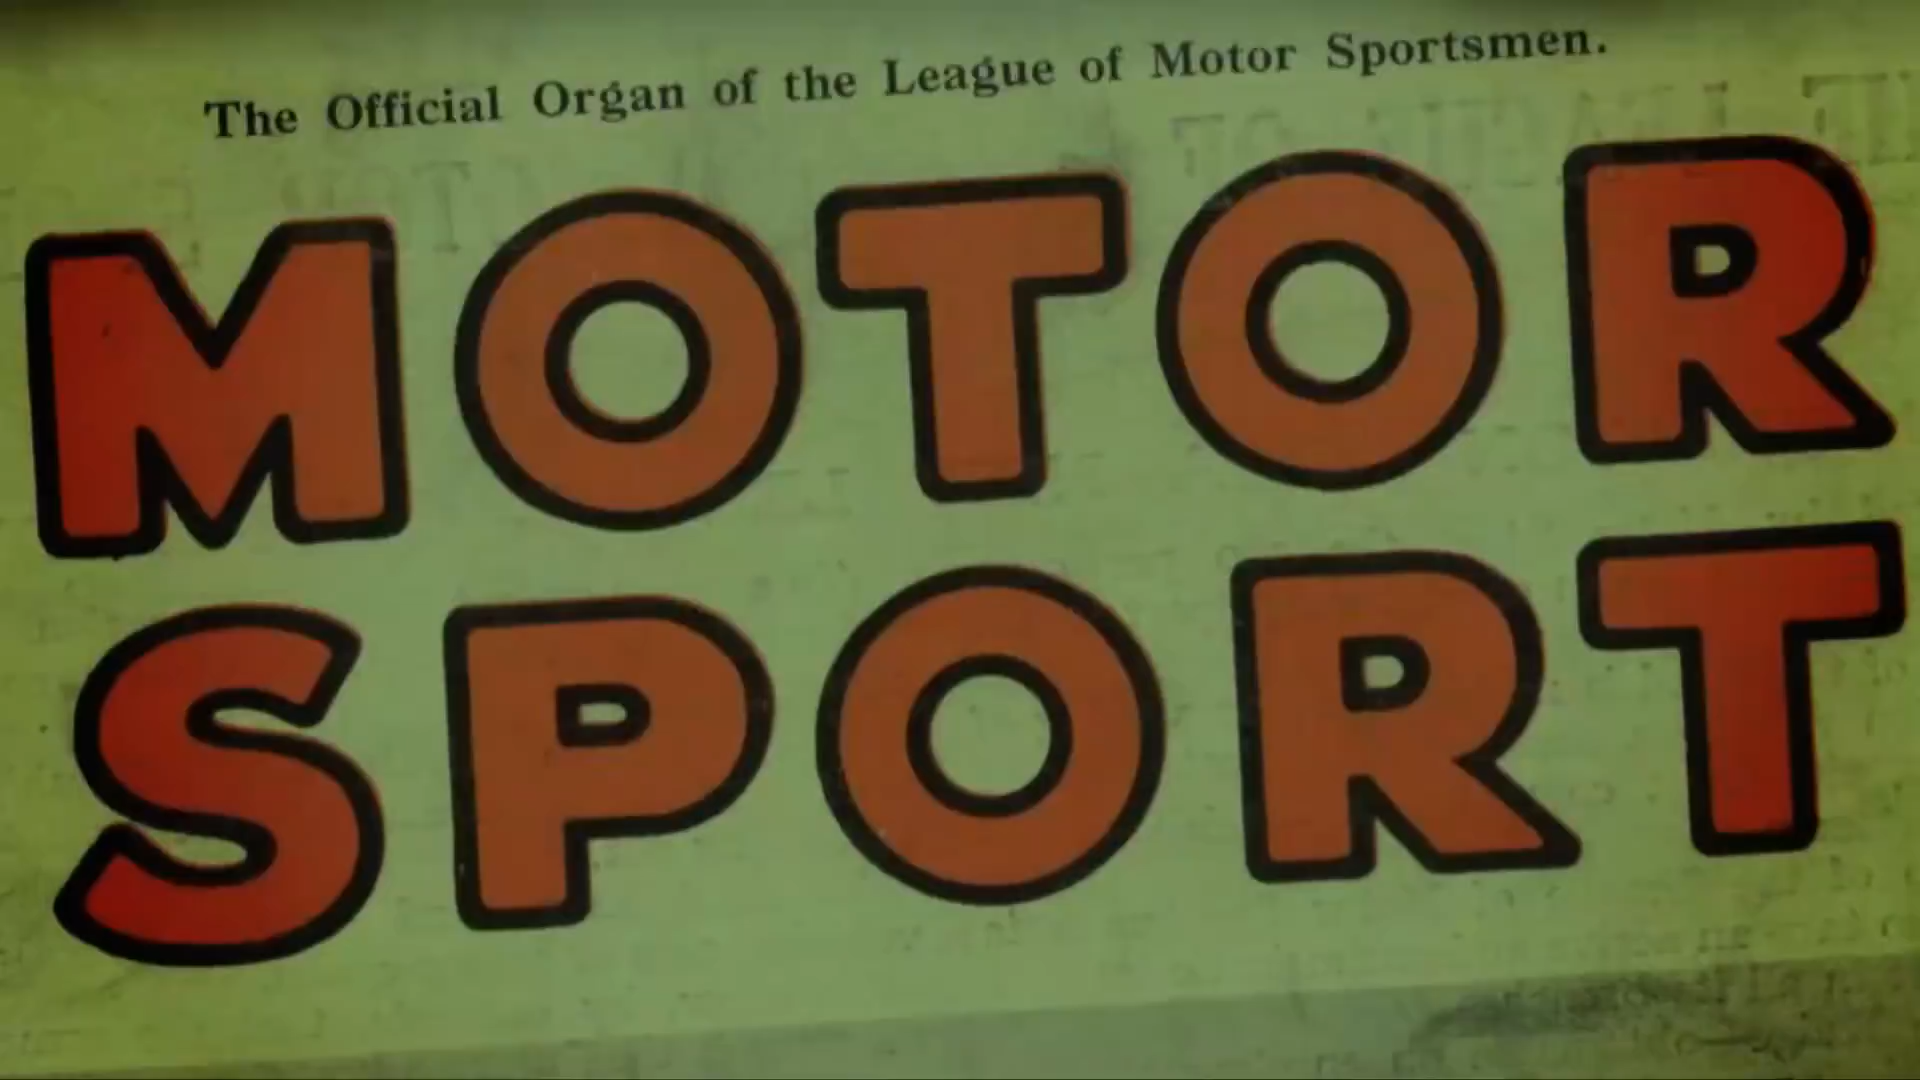 The Official Organ of the League of Motor Sportsmen.
MOTOR
SPORT